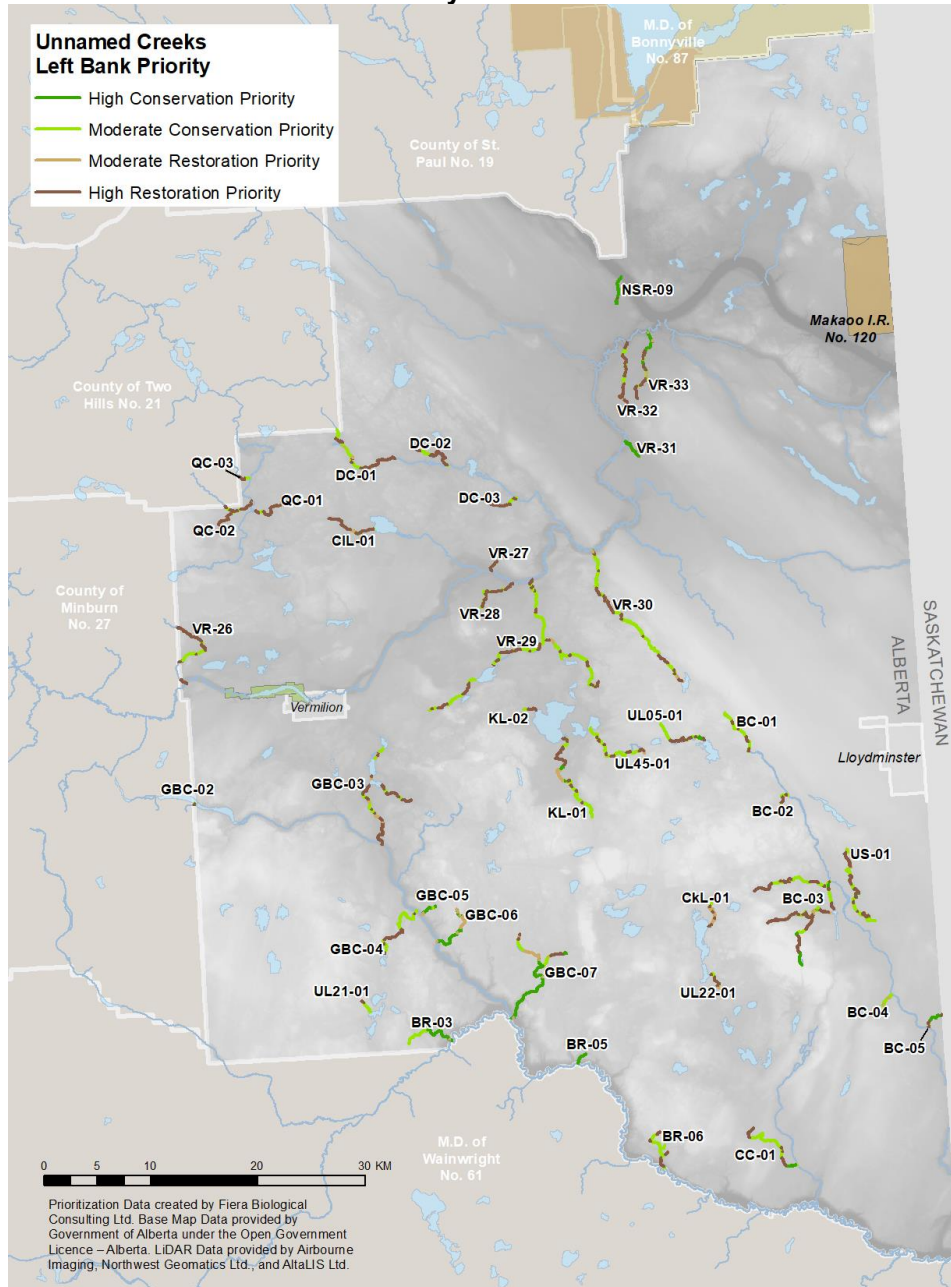 Unnamed Creeks
Left Bank Priority
High Conservation Priority
Moderate Conservation Priority
Moderate Restoration Priority
High Restoration Priority
M.D. of
Bonnyville
No. 87
County of St.
Paul No. 19
NSR-09
Makaoo I.R.
No. 120
County of Two
Hills No. 21
VR-33
VR-32
VR-31
DC-02
QC-03
DC-01
QC-01
DC-03
QC-02
CIL-01
VR-27
County of
Minburn
No. 27
VR-28
VR-30
VR-26
VR-29
SASKATCHEWAN
ALBERTA
Vermilion
KL-02
UL05-01
BC-01
UL45-01
Lloydminster
GBC-02
GBC-03
KL-01
BC-02
US-01
GBC-05
CkL-01
BC-03
GBC-06
GBC-04
GBC-07
UL21-01
UL22-01
BC-04
BR-03
BR-05
BC-05
M.D. of
Wainwright
No. 61
BR-06
CC-01
0 5 10 20 30 KM
Prioritization Data created by Fiera Biological
Consulting Ltd. Base Map Data provided by
Government of Alberta under the Open Government
Licence – Alberta. LiDAR Data provided by Airbourne
Imaging, Northwest Geomatics Ltd., and AltaLIS Ltd.